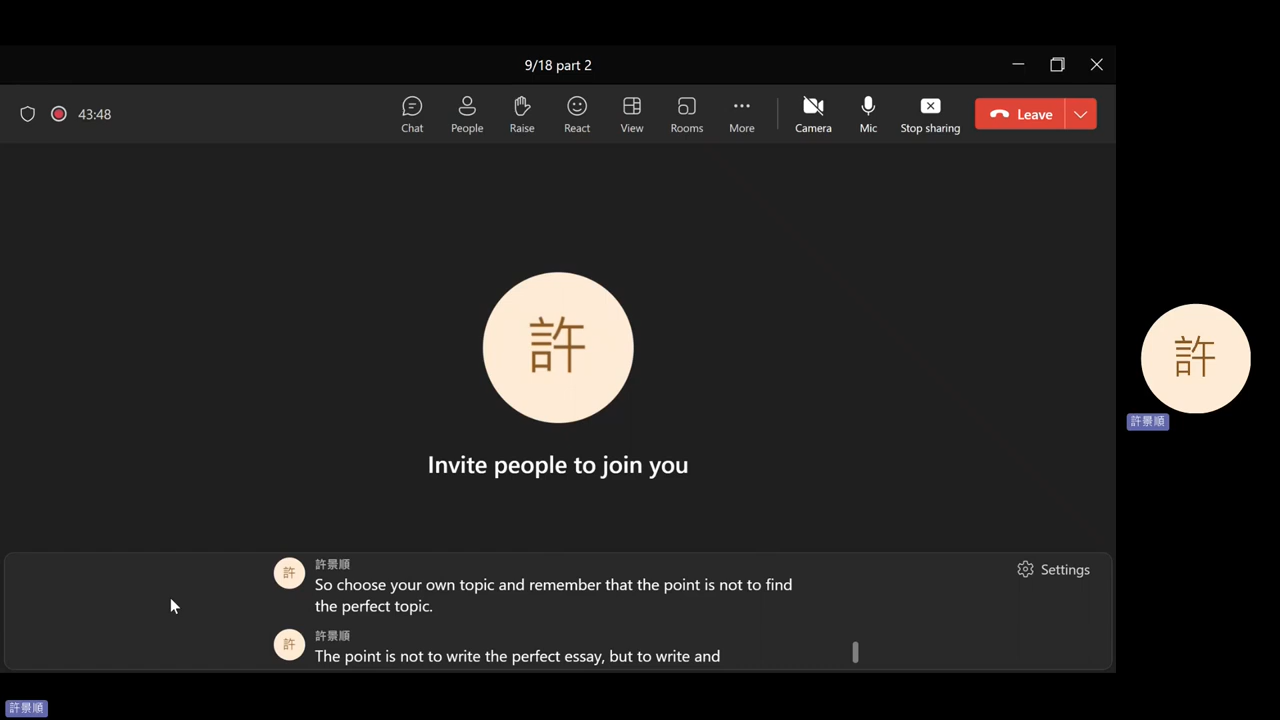 9/18 part 2
43:48
Chat
People
Raise
React
View
Rooms
More
Camera
Mic
Stop sharing
Leave
許
許
許景順
Invite people to join you
許
許景順
So choose your own topic and remember that the point is not to find
the perfect topic.
Settings
許
許景順
The point is not to write the perfect essay, but to write and
許景順